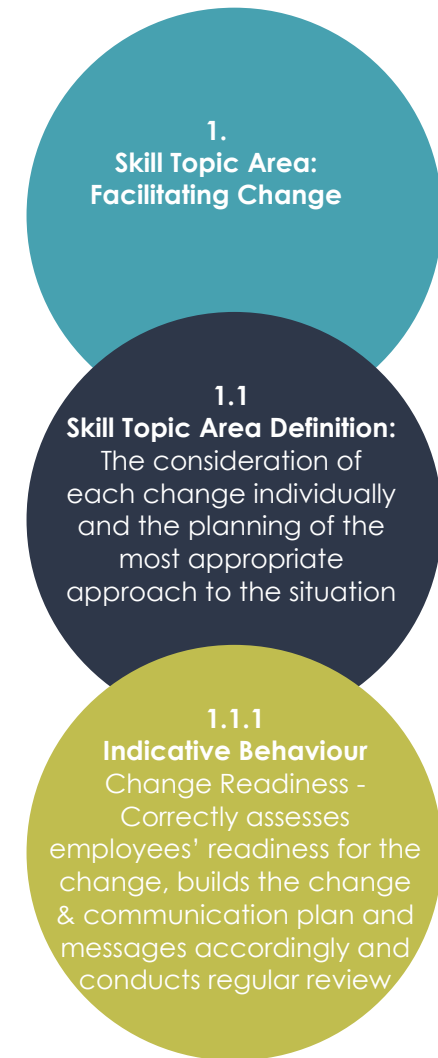 1.
Skill Topic Area:
Facilitating Change
1.1
Skill Topic Area Definition:
The consideration of
each change individually
and the planning of the
most appropriate
approach to the situation
1.1.1
Indicative Behaviour
Change Readiness -
Correctly assesses
employees’ readiness for the
change, builds the change
& communication plan and
messages accordingly and
conducts regular review